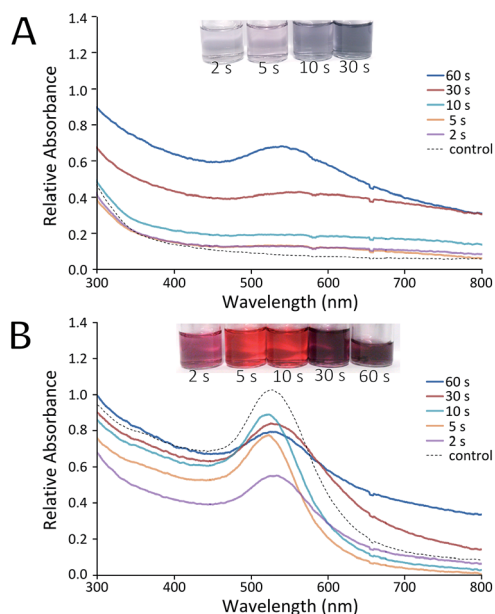 A
1.4
1.2
1.0
0.8
0.6
0.4
0.2
0.0
Relative Absorbance
2 s 5 s 10 s 30 s
60 s
30 s
10 s
5 s
2 s
control
300 400 500 600 700 800
Wavelength (nm)
B
1.4
1.2
1.0
0.8
0.6
0.4
0.2
0.0
Relative Absorbance
2 s 5 s 10 s 30 s 60 s
60 s
30 s
10 s
5 s
2 s
control
300 400 500 600 700 800
Wavelength (nm)